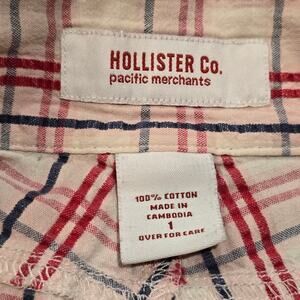 HOLLISTER Co.
pacific merchants
100% COTTON
MADE IN
CAMBODIA
1
OVER FOR CARE